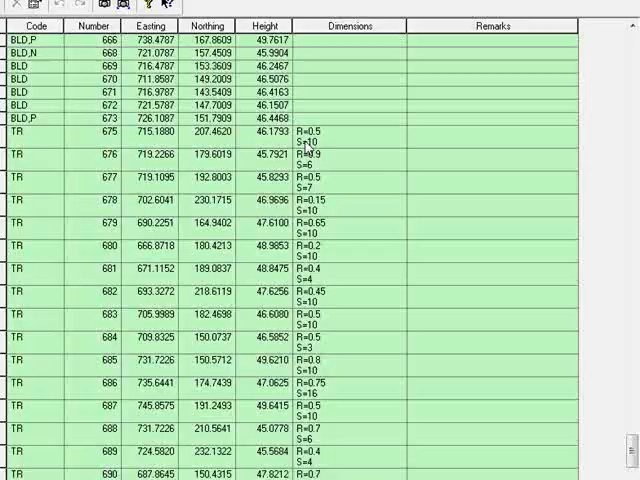 Code Number Easting Northing Height Dimensions Remarks
BLD,P 666 738.4787 167.8609 49.7617
BLD,N 668 721.0787 157.4509 45.9904
BLD 669 716.4787 153.3609 46.2467
BLD 670 711.8587 149.2009 46.5076
BLD 671 716.9787 143.5409 46.4163
BLD 672 721.5787 147.7009 46.1507
BLD,P 673 726.1087 151.7909 46.4468
TR 675 715.1880 207.4620 46.1793 R=0.5
S=10
TR 676 719.2266 179.6019 45.7921 R=0.9
S=6
TR 677 719.1095 192.8003 45.8293 R=0.5
S=7
TR 678 702.6041 230.1715 46.9696 R=0.15
S=10
TR 679 690.2251 164.9402 47.6100 R=0.65
S=10
TR 680 666.8718 180.4213 48.9853 R=0.2
S=10
TR 681 671.1152 189.0837 48.8475 R=0.4
S=4
TR 682 693.3272 218.6119 47.6256 R=0.45
S=10
TR 683 705.9989 182.4698 46.6080 R=0.5
S=10
TR 684 709.8325 150.0737 46.5852 R=0.5
S=3
TR 685 731.7226 150.5712 49.6210 R=0.8
S=10
TR 686 735.6441 174.7439 47.0625 R=0.75
S=16
TR 687 745.8575 191.2493 49.6415 R=0.5
S=10
TR 688 731.7226 210.5641 45.0778 R=0.7
S=6
TR 689 724.5820 232.1322 45.5684 R=0.4
S=4
TR 690 687.8645 150.4315 47.8212 R=0.7